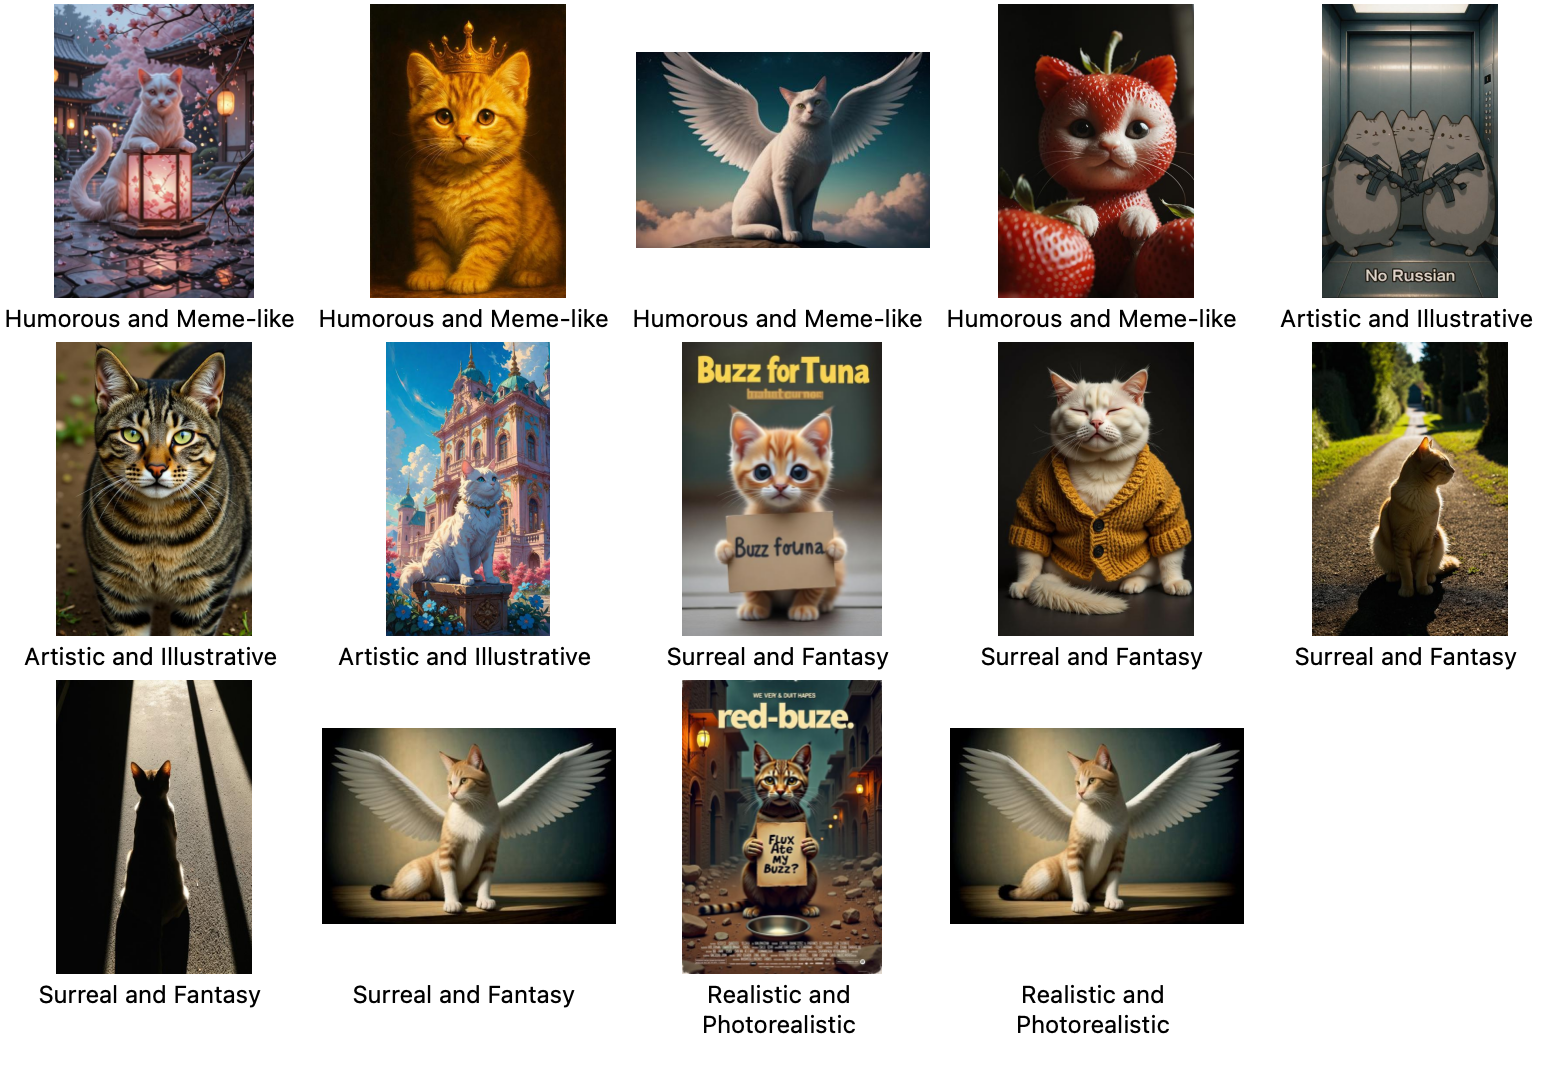 No Russian
Humorous and Meme-like
Humorous and Meme-like
Humorous and Meme-like
Humorous and Meme-like
Artistic and Illustrative
Buzz for Tuna
Buzz founa
Artistic and Illustrative
Artistic and Illustrative
Surreal and Fantasy
Surreal and Fantasy
Surreal and Fantasy
WE VER' & DUIT HAPES
red-buze.
FLUX
Ate
My
Buzz?
Surreal and Fantasy
Surreal and Fantasy
Realistic and
Photorealistic
Realistic and
Photorealistic